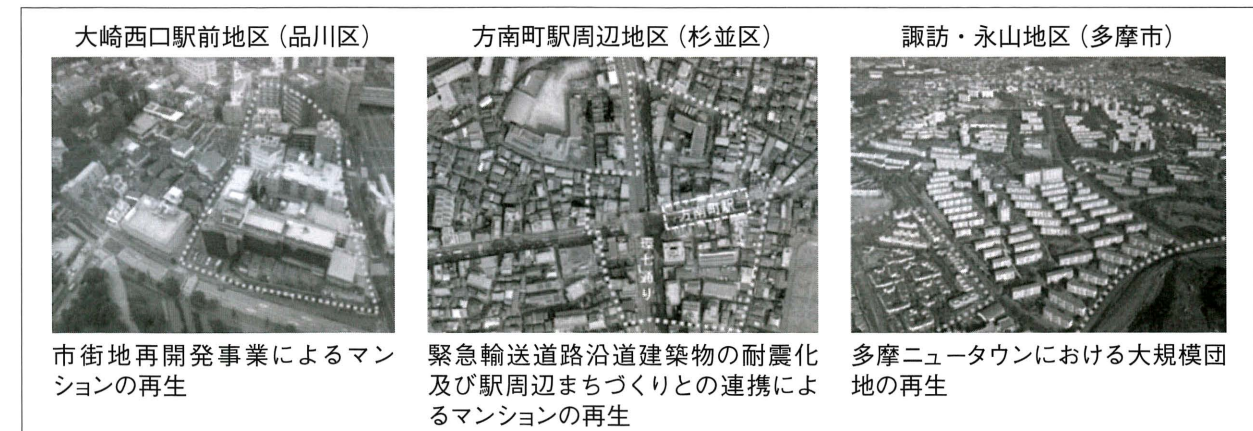 大崎西口駅前地区（品川区）
市街地再開発事業によるマン
ションの再生
方南町駅周辺地区（杉並区）
方南町駅
環七通り
緊急輸送道路沿道建築物の耐震化
及び駅周辺まちづくりとの連携によ
るマンションの再生
諏訪・永山地区（多摩市）
多摩ニュータウンにおける大規模団
地の再生